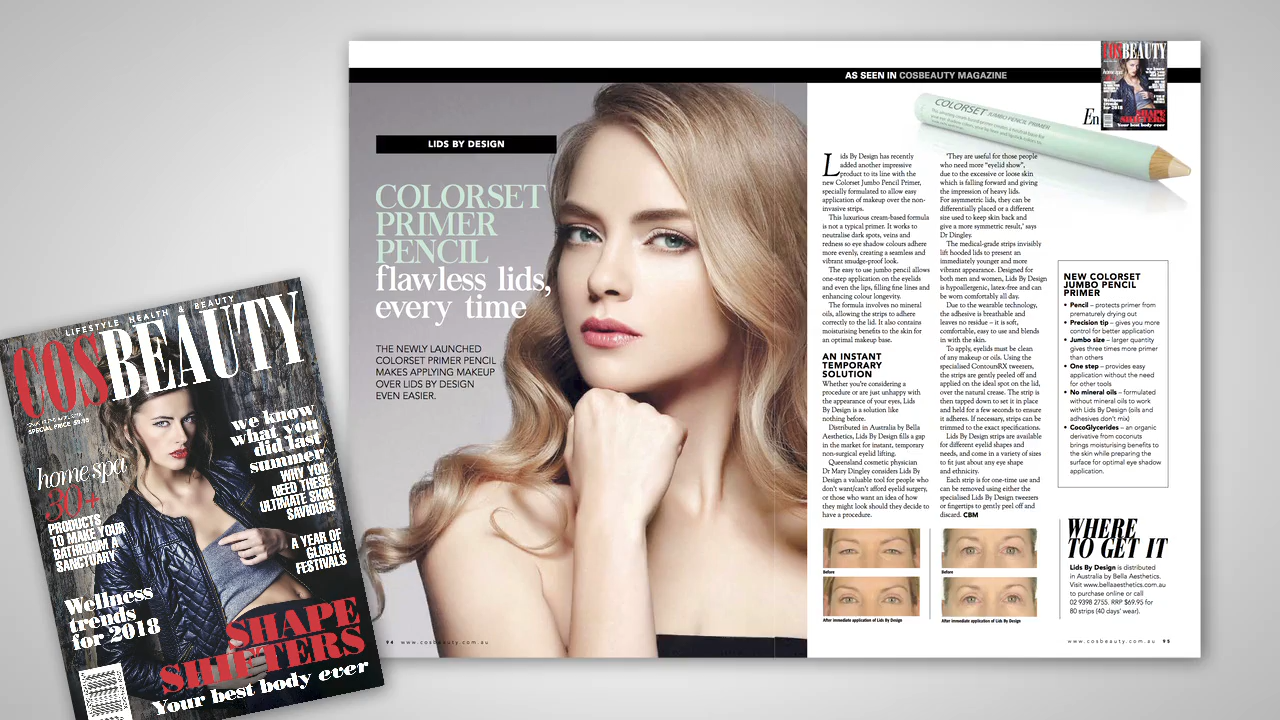 LIFESTYLE HEALTH BEAUTY
COSBEAUTY
SPECIAL PRICE
home spa
30+
PRODUCTS
TO MAKE YOUR
BATHROOM A
SANCTUARY
WHY YOU
NEED THESE
A YEAR OF
GLOBAL
FESTIVALS
Wellness
trends
for 2018
SHAPE
SHIFTERS
Your best body ever
AS SEEN IN COSBEAUTY MAGAZINE
COSBEAUTY
home spa
Wellness
trends
for 2018
SHAPE
SHIFTERS
Your best body ever
LIDS BY DESIGN
COLORSET
PRIMER
PENCIL
flawless lids,
every time
THE NEWLY LAUNCHED
COLORSET PRIMER PENCIL
MAKES APPLYING MAKEUP
OVER LIDS BY DESIGN
EVEN EASIER.
94 www.cosbeauty.com.au
COLORSET JUMBO PENCIL PRIMER
En
Lids By Design has recently
added another impressive
product to its line with the
new Colorset Jumbo Pencil Primer,
specially formulated to allow easy
application of makeup over the non-
invasive strips.
This luxurious cream-based formula
is not a typical primer. It works to
neutralise dark spots, veins and
redness so eye shadow colours adhere
more evenly, creating a seamless and
vibrant smudge-proof look.
The easy to use jumbo pencil allows
one-step application on the eyelids
and even the lips, filling fine lines and
enhancing colour longevity.
The formula involves no mineral
oils, allowing the strips to adhere
correctly to the lid. It also contains
moisturising benefits to the skin for
an optimal makeup base.
AN INSTANT
TEMPORARY
SOLUTION
Whether you're considering a
procedure or are just unhappy with
the appearance of your eyes, Lids
By Design is a solution like
nothing before.
Distributed in Australia by Bella
Aesthetics, Lids By Design fills a gap
in the market for instant, temporary
non-surgical eyelid lifting.
Queensland cosmetic physician
Dr Mary Dingley considers Lids By
Design a valuable tool for people who
don't want/can't afford eyelid surgery,
or those who want an idea of how
they might look should they decide to
have a procedure.
'They are useful for those people
who need more "eyelid show",
due to the excessive or loose skin
which is falling forward and giving
the impression of heavy lids.
For asymmetric lids, they can be
differentially placed or a different
size used to keep skin back and
give a more symmetric result,' says
Dr Dingley.
The medical-grade strips invisibly
lift hooded lids to present an
immediately younger and more
vibrant appearance. Designed for
both men and women, Lids By Design
is hypoallergenic, latex-free and can
be worn comfortably all day.
Due to the wearable technology,
the adhesive is breathable and
leaves no residue – it is soft,
comfortable, easy to use and blends
in with the skin.
To apply, eyelids must be clean
of any makeup or oils. Using the
specialised ContoursRX tweezers,
the strips are gently peeled off and
applied on the ideal spot on the lid,
over the natural crease. The strip is
then tapped down to set it in place
and held for a few seconds to ensure
it adheres. If necessary, strips can be
trimmed to the exact specifications.
Lids By Design strips are available
for different eyelid shapes and
needs, and come in a variety of sizes
to fit just about any eye shape
and ethnicity.
Each strip is for one-time use and
can be removed using either the
specialised Lids By Design tweezers
or fingertips to gently peel off and
discard. CBM
Before
After immediate application of Lids By Design
Before
After immediate application of Lids By Design
NEW COLORSET
JUMBO PENCIL
PRIMER
• Pencil – protects primer from
prematurely drying out
• Precision tip – gives you more
control for better application
• Jumbo size – larger quantity
gives three times more primer
than others
• One step – provides easy
application without the need
for other tools
• No mineral oils – formulated
without mineral oils to work
with Lids By Design (oils and
adhesives don't mix)
• CocoGlycerides – an organic
derivative from coconuts
brings moisturising benefits to
the skin while preparing the
surface for optimal eye shadow
application.
WHERE
TO GET IT
Lids By Design is distributed
in Australia by Bella Aesthetics.
Visit www.bellaaesthetics.com.au
to purchase online or call
02 9398 2755. RRP $69.95 for
80 strips (40 days' wear).
www.cosbeauty.com.au 95